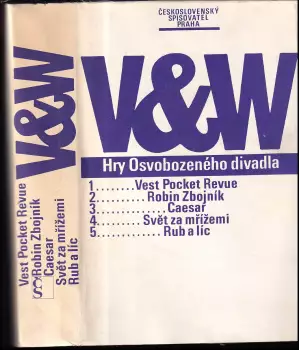 ČESKOSLOVENSKÝ
SPISOVATEL
PRAHA
V&W
Hry Osvobozeného divadla
1........Vest Pocket Revue
2..........Robin Zbojník
3.............Caesar
4........Svět za mřížemi
5............Rub a líc
V&W
Vest Pocket Revue
Robin Zbojník
Caesar
Svět za mřížemi
Rub a líc